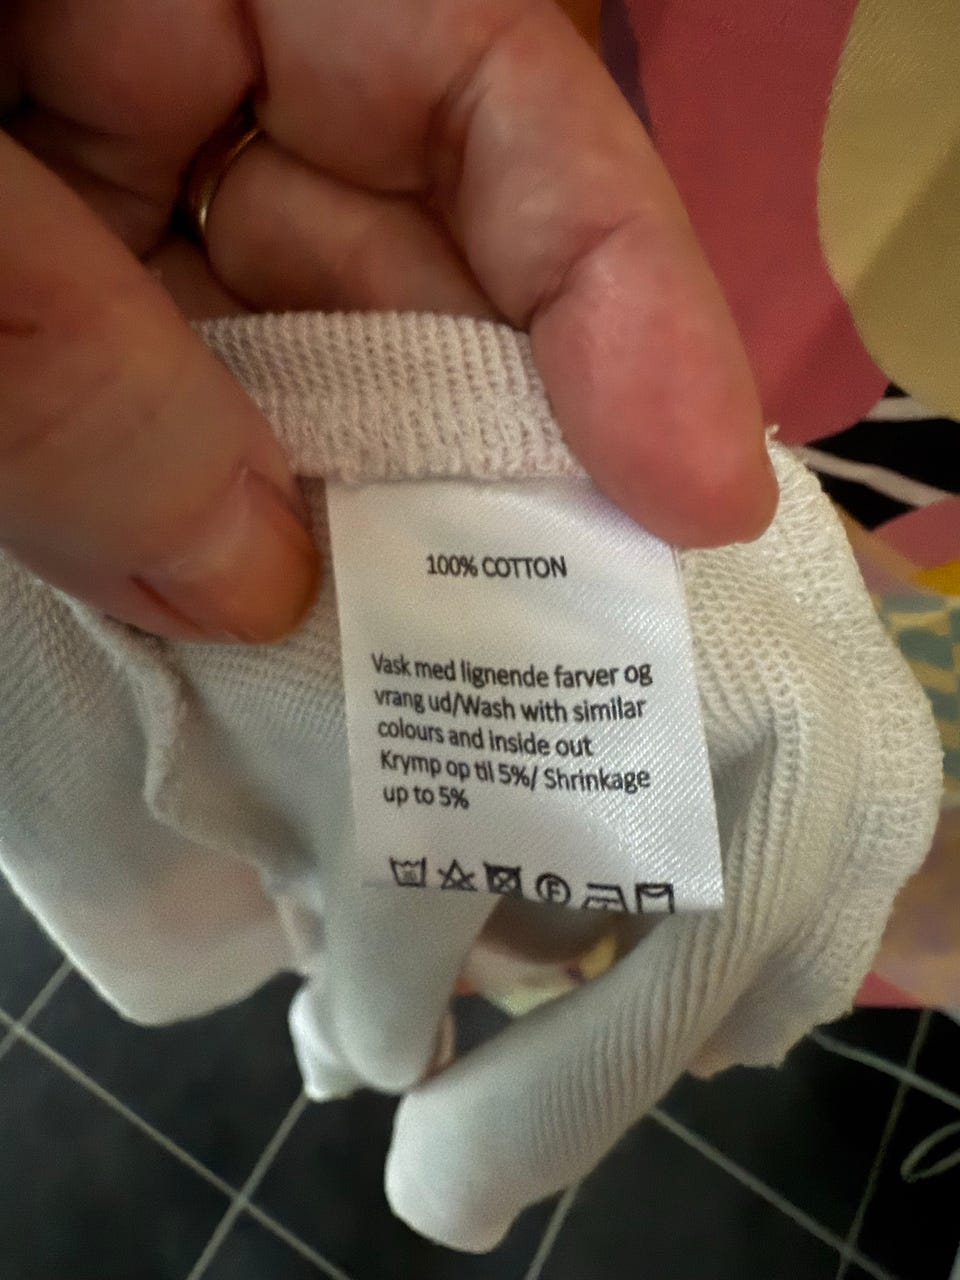 100% COTTON
Vask med lignende farver og
vrang ud/Wash with similar
colours and inside out
Krymp op til 5%/ Shrinkage
up to 5%
F